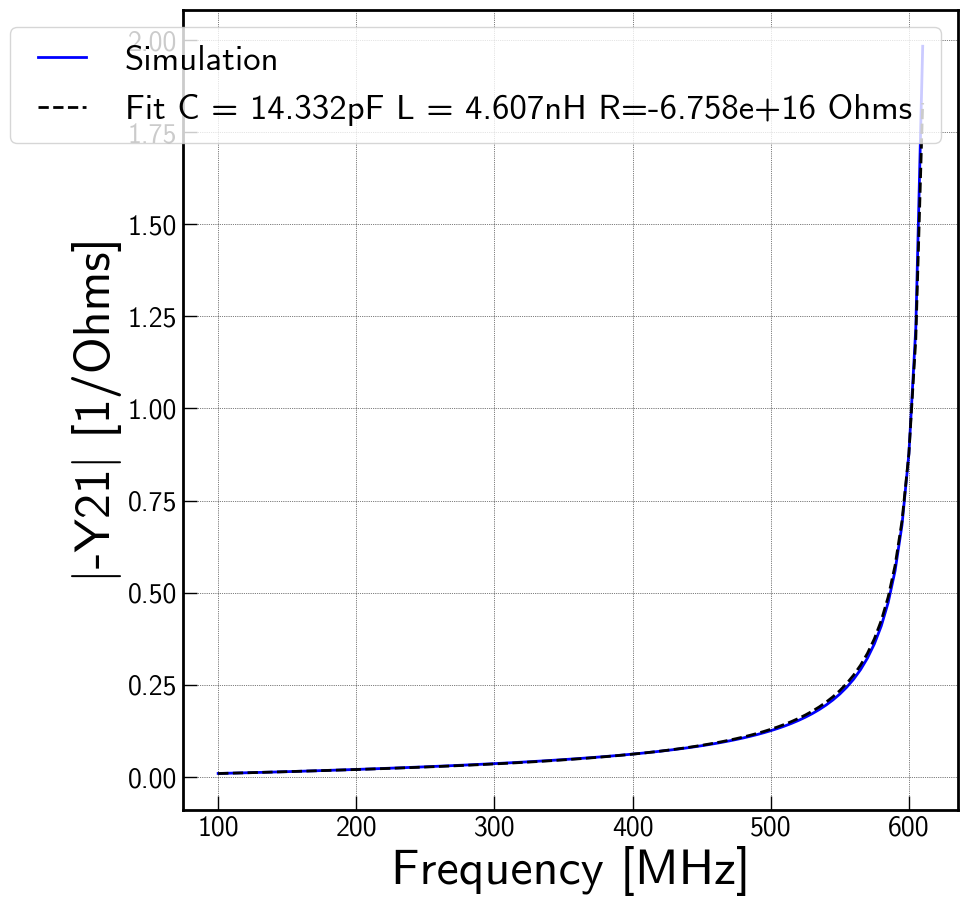 2.00
Simulation
Fit C = 14.332pF L = 4.607nH R=-6.758e+16 Ohms
1.75
1.50
1.25
1.00
0.75
0.50
0.25
0.00
|-Y21| [1/Ohms]
100 200 300 400 500 600
Frequency [MHz]